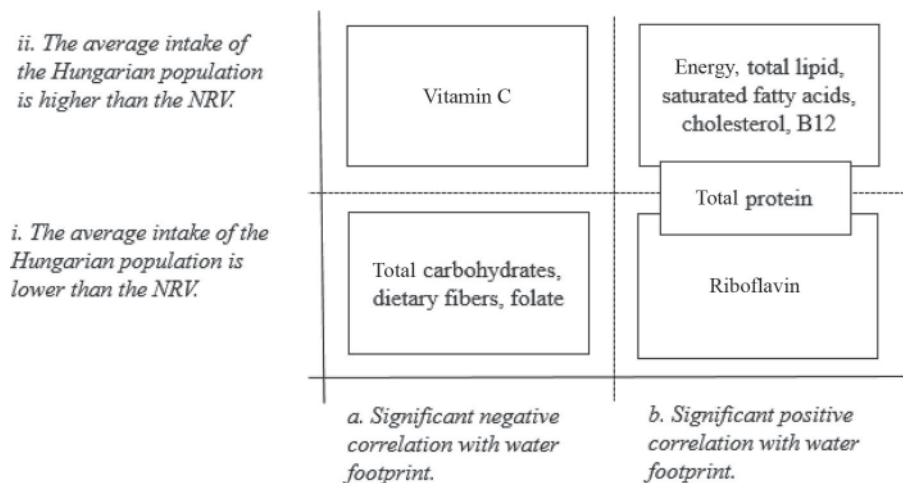 ii. The average intake of
the Hungarian population
is higher than the NRV.
Vitamin C
Energy, total lipid,
saturated fatty acids,
cholesterol, B12
Total protein
i. The average intake of the
Hungarian population is
lower than the NRV.
Total carbohydrates,
dietary fibers, folate
Riboflavin
a. Significant negative
correlation with water
footprint.
b. Significant positive
correlation with water
footprint.